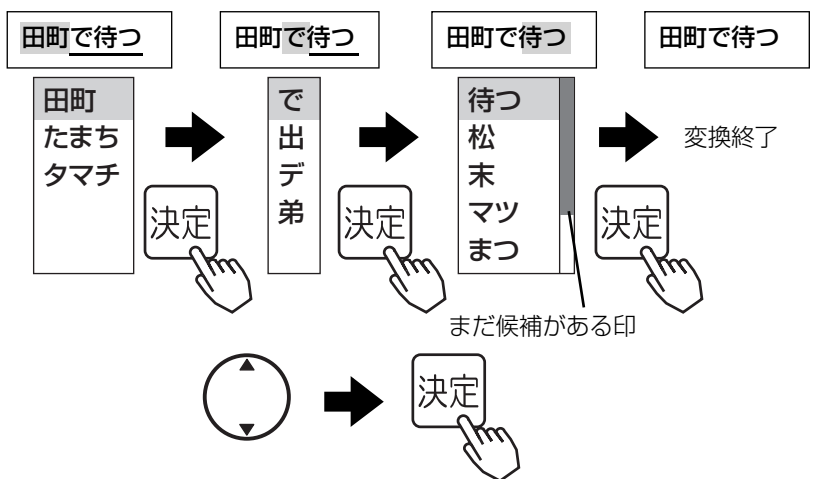 田町で待つ
田町で待つ
田町で待つ
田町で待つ
田町
たまち
タマチ
決定
で
出
デ
弟
決定
待つ
松
末
マツ
まつ
決定
変換終了
まだ候補がある印
決定